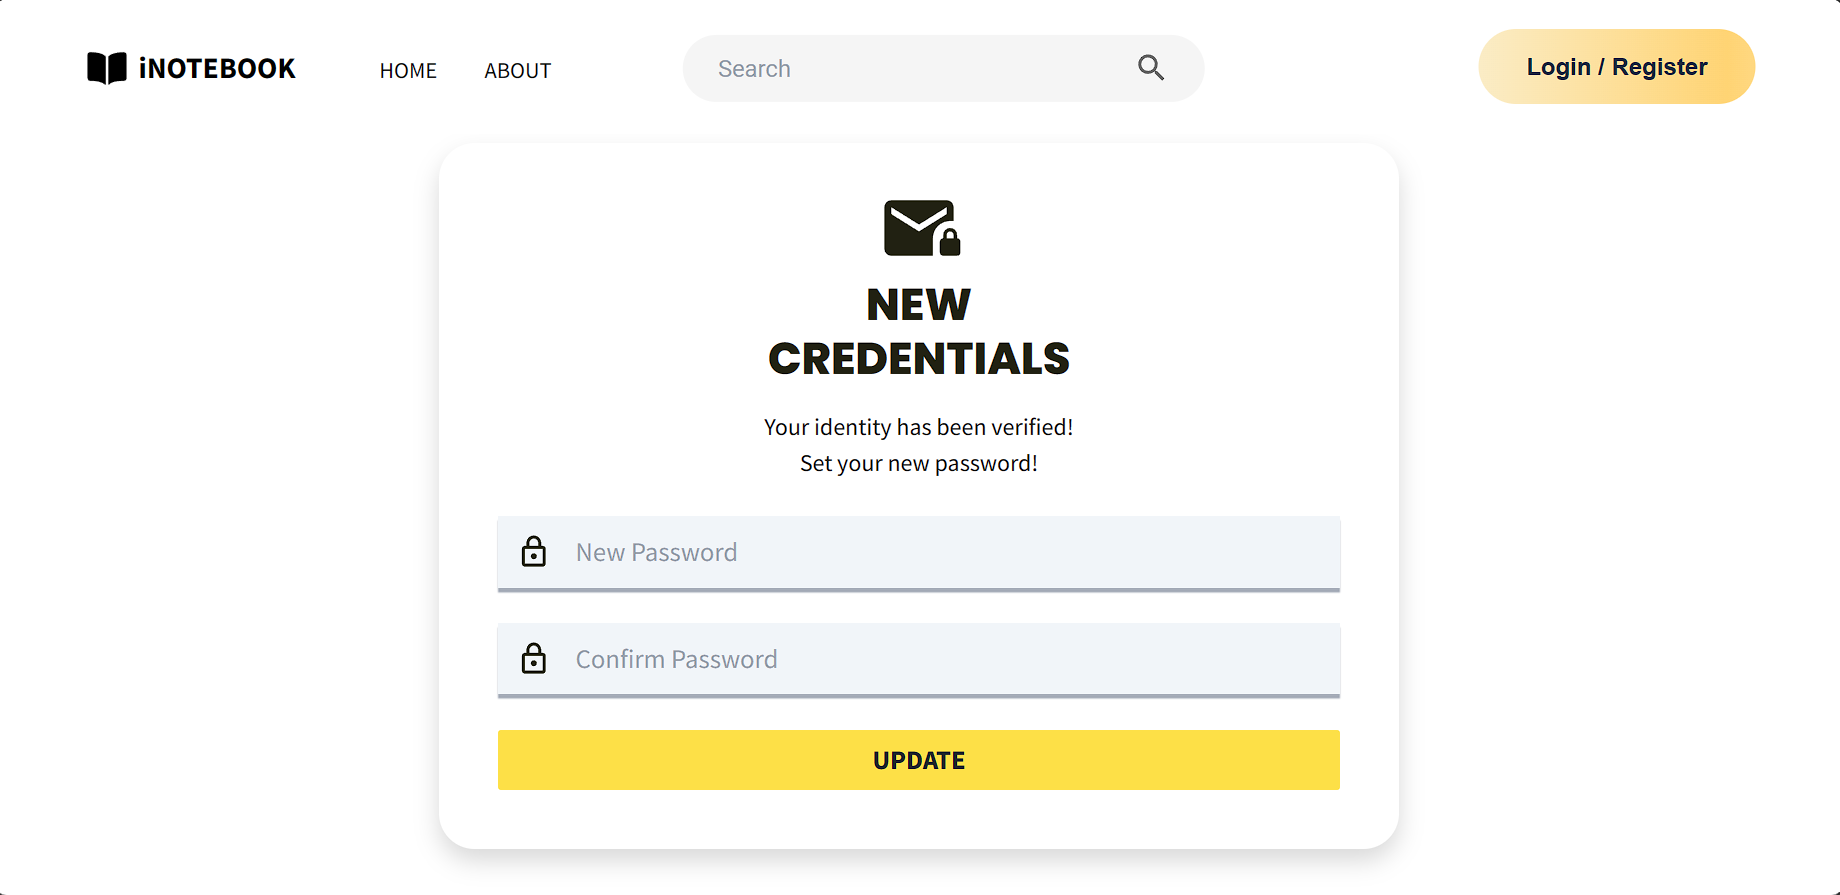 iNOTEBOOK
HOME
ABOUT
Search
Login / Register
NEW
CREDENTIALS
Your identity has been verified!
Set your new password!
New Password
Confirm Password
UPDATE